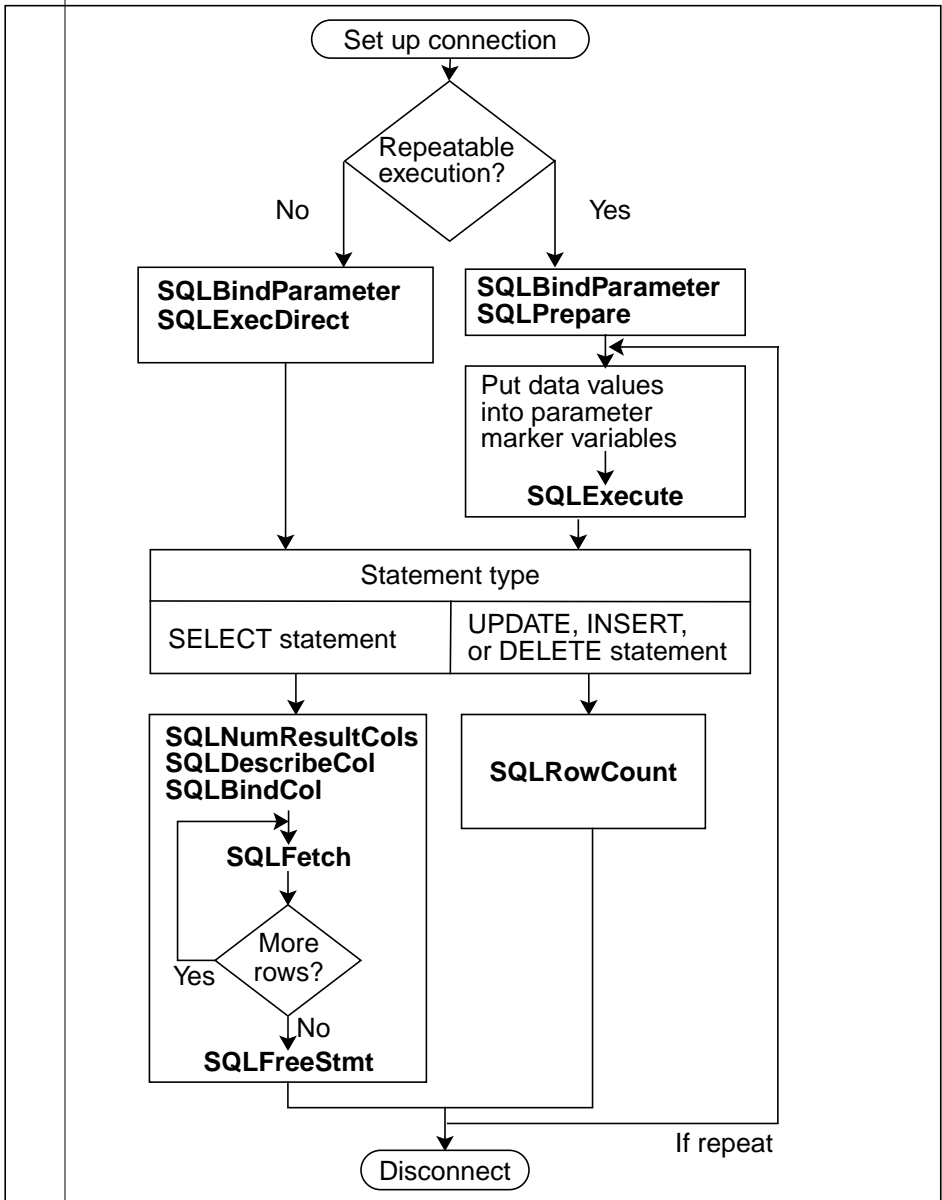 Set up connection
Repeatable
execution?
No
Yes
SQLBindParameter
SQLExecDirect
SQLBindParameter
SQLPrepare
Put data values
into parameter
marker variables
SQLExecute
Statement type
SELECT statement
UPDATE, INSERT,
or DELETE statement
SQLNumResultCols
SQLDescribeCol
SQLBindCol
SQLRowCount
SQLFetch
More
rows?
Yes
No
SQLFreeStmt
If repeat
Disconnect